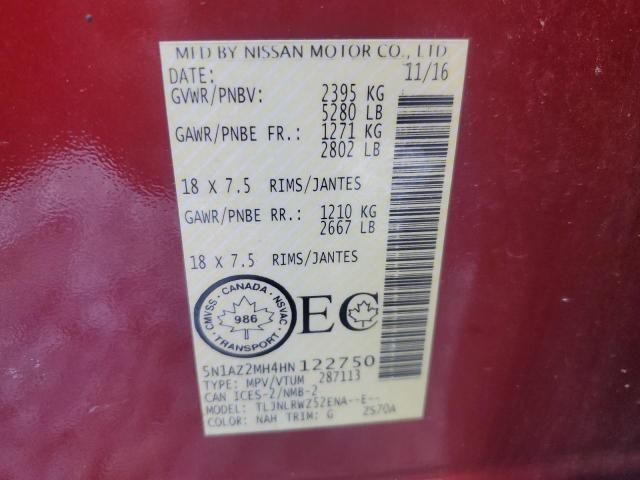 MFD BY NISSAN MOTOR CO., LTD
DATE: 11/16
GVWR/PNBV: 2395 KG
5280 LB
GAWR/PNBE FR.: 1271 KG
2802 LB
18 X 7.5 RIMS/JANTES
GAWR/PNBE RR.: 1210 KG
2667 LB
18 X 7.5 RIMS/JANTES
CANADA
CMVSS · NSVAC
986
TRANSPORT
EC
5N1AZ2MH4HN122750
TYPE: MPV/VTUM 287113
CAN ICES-2/NMB-2
MODEL: TLJNLRWZ52ENA--E--
COLOR: NAH TRIM: G 2S70A